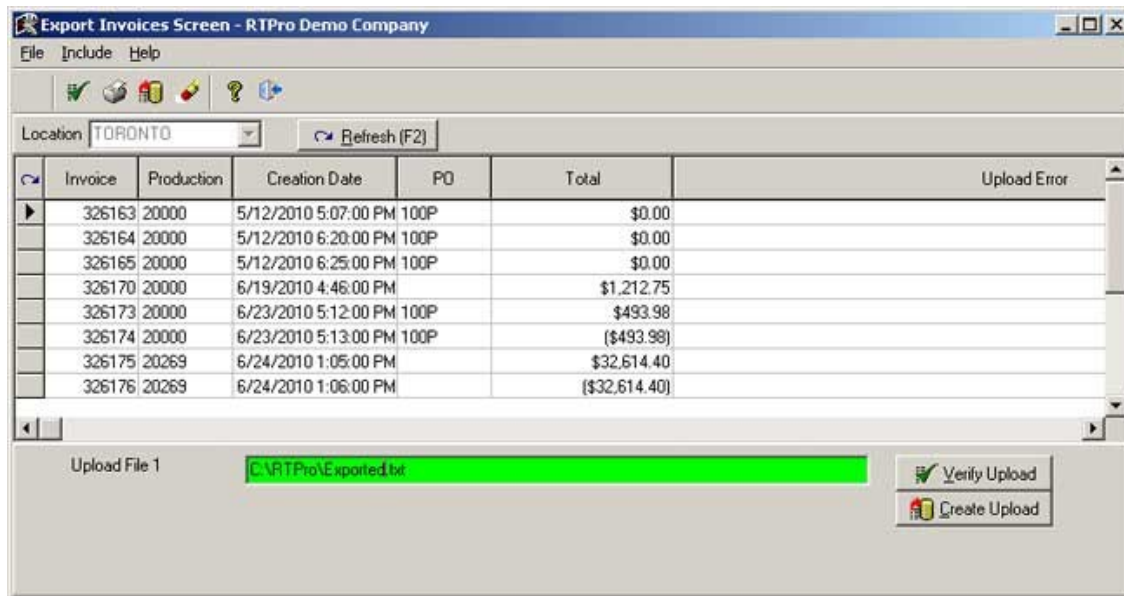 Export Invoices Screen - RTPro Demo Company
File Include Help
Location TORONTO Refresh (F2)
Invoice Production Creation Date PO Total Upload Error
326163 20000 5/12/2010 5:07:00 PM 100P $0.00
326164 20000 5/12/2010 6:20:00 PM 100P $0.00
326165 20000 5/12/2010 6:25:00 PM 100P $0.00
326170 20000 6/19/2010 4:46:00 PM $1,212.75
326173 20000 6/23/2010 5:12:00 PM 100P $493.98
326174 20000 6/23/2010 5:13:00 PM 100P ($493.98)
326175 20269 6/24/2010 1:05:00 PM $32,614.40
326176 20269 6/24/2010 1:06:00 PM ($32,614.40)
Upload File 1 C:\RTPro\Exported.txt Verify Upload
Create Upload